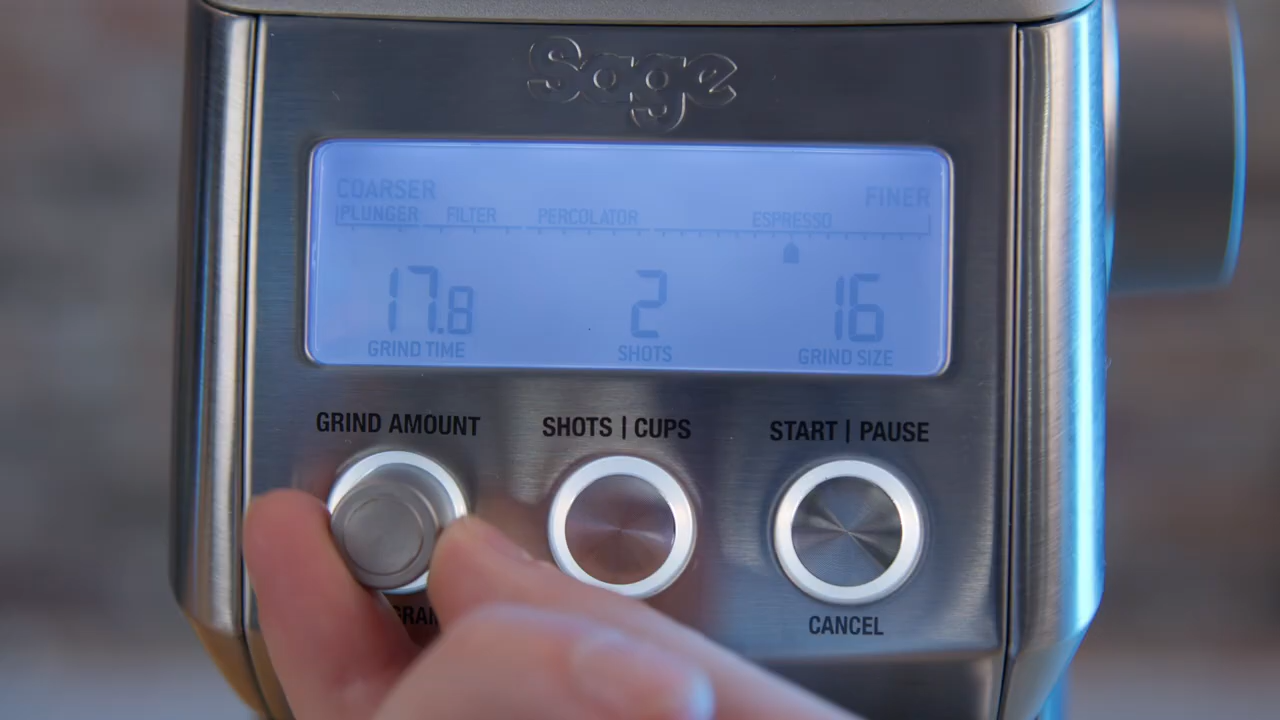 Sage
COARSER FINER
PLUNGER FILTER PERCOLATOR ESPRESSO
17.8 2 16
GRIND TIME SHOTS GRIND SIZE
GRIND AMOUNT SHOTS | CUPS START | PAUSE
CANCEL